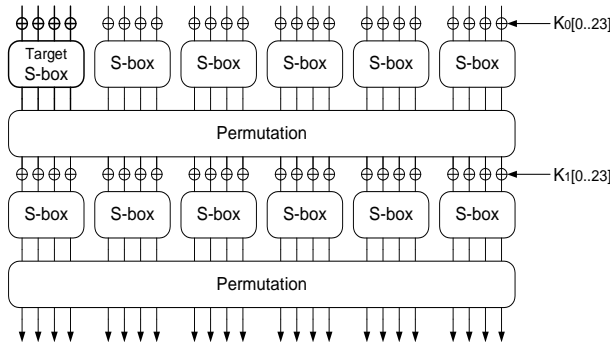 K0[0..23]
Target
S-box S-box S-box S-box S-box S-box
Permutation
K1[0..23]
S-box S-box S-box S-box S-box S-box
Permutation